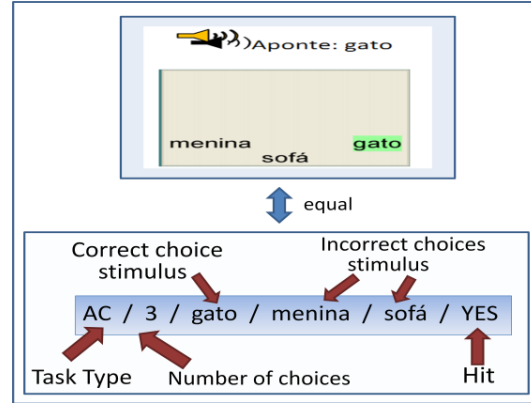 Aponte: gato
menina
gato
sofá
equal
Correct choice
stimulus
Incorrect choices
stimulus
AC / 3 / gato / menina / sofá / YES
Task Type
Number of choices
Hit